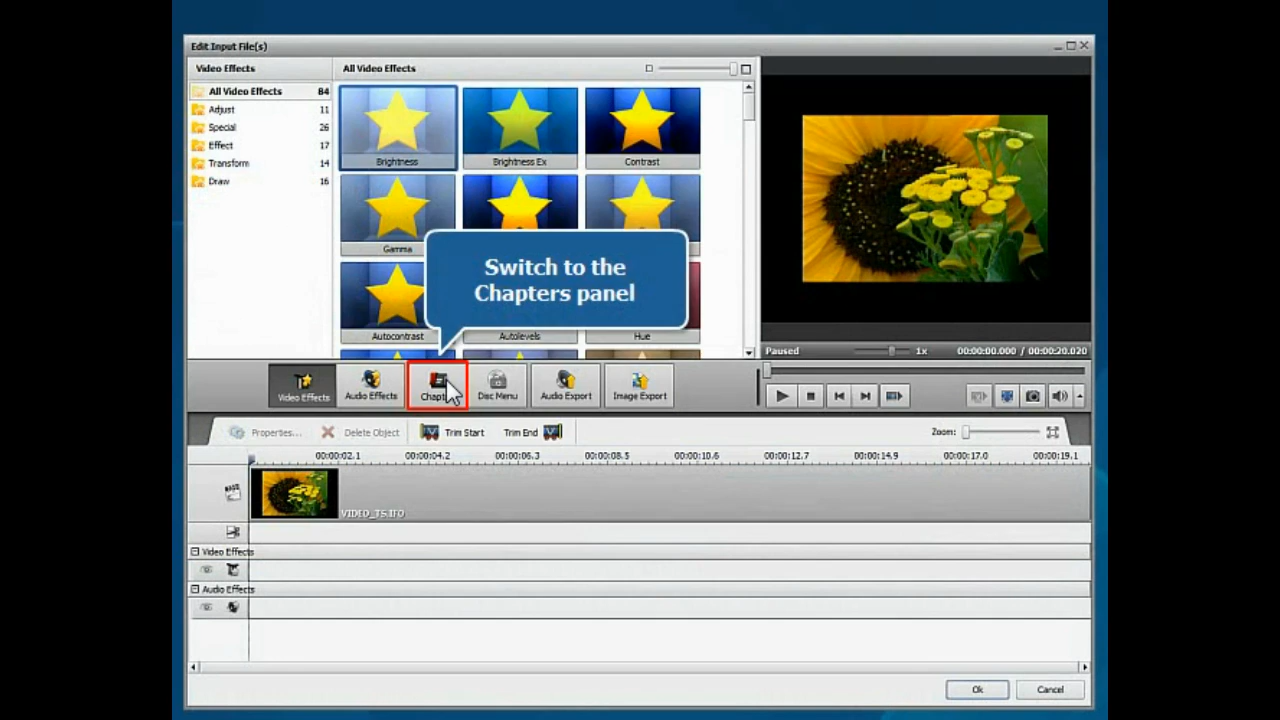 Edit Input File(s)
Video Effects
All Video Effects
All Video Effects 84
Adjust 11
Special 26
Effect 17
Transform 14
Draw 16
Brightness
Brightness Ex
Contrast
Gamma
Switch to the
Chapters panel
Autocontrast
Autolevels
Hue
Paused
1x
00:00:00.000 / 00:00:20.020
Video Effects
Audio Effects
Disc Menu
Audio Export
Image Export
Properties...
Delete Object
Trim Start
Trim End
Zoom:
00:00:02.1
00:00:04.2
00:00:06.3
00:00:08.5
00:00:10.6
00:00:12.7
00:00:14.9
00:00:17.0
00:00:19.1
VIDEO_TS.IFO
Video Effects
Audio Effects
Ok
Cancel